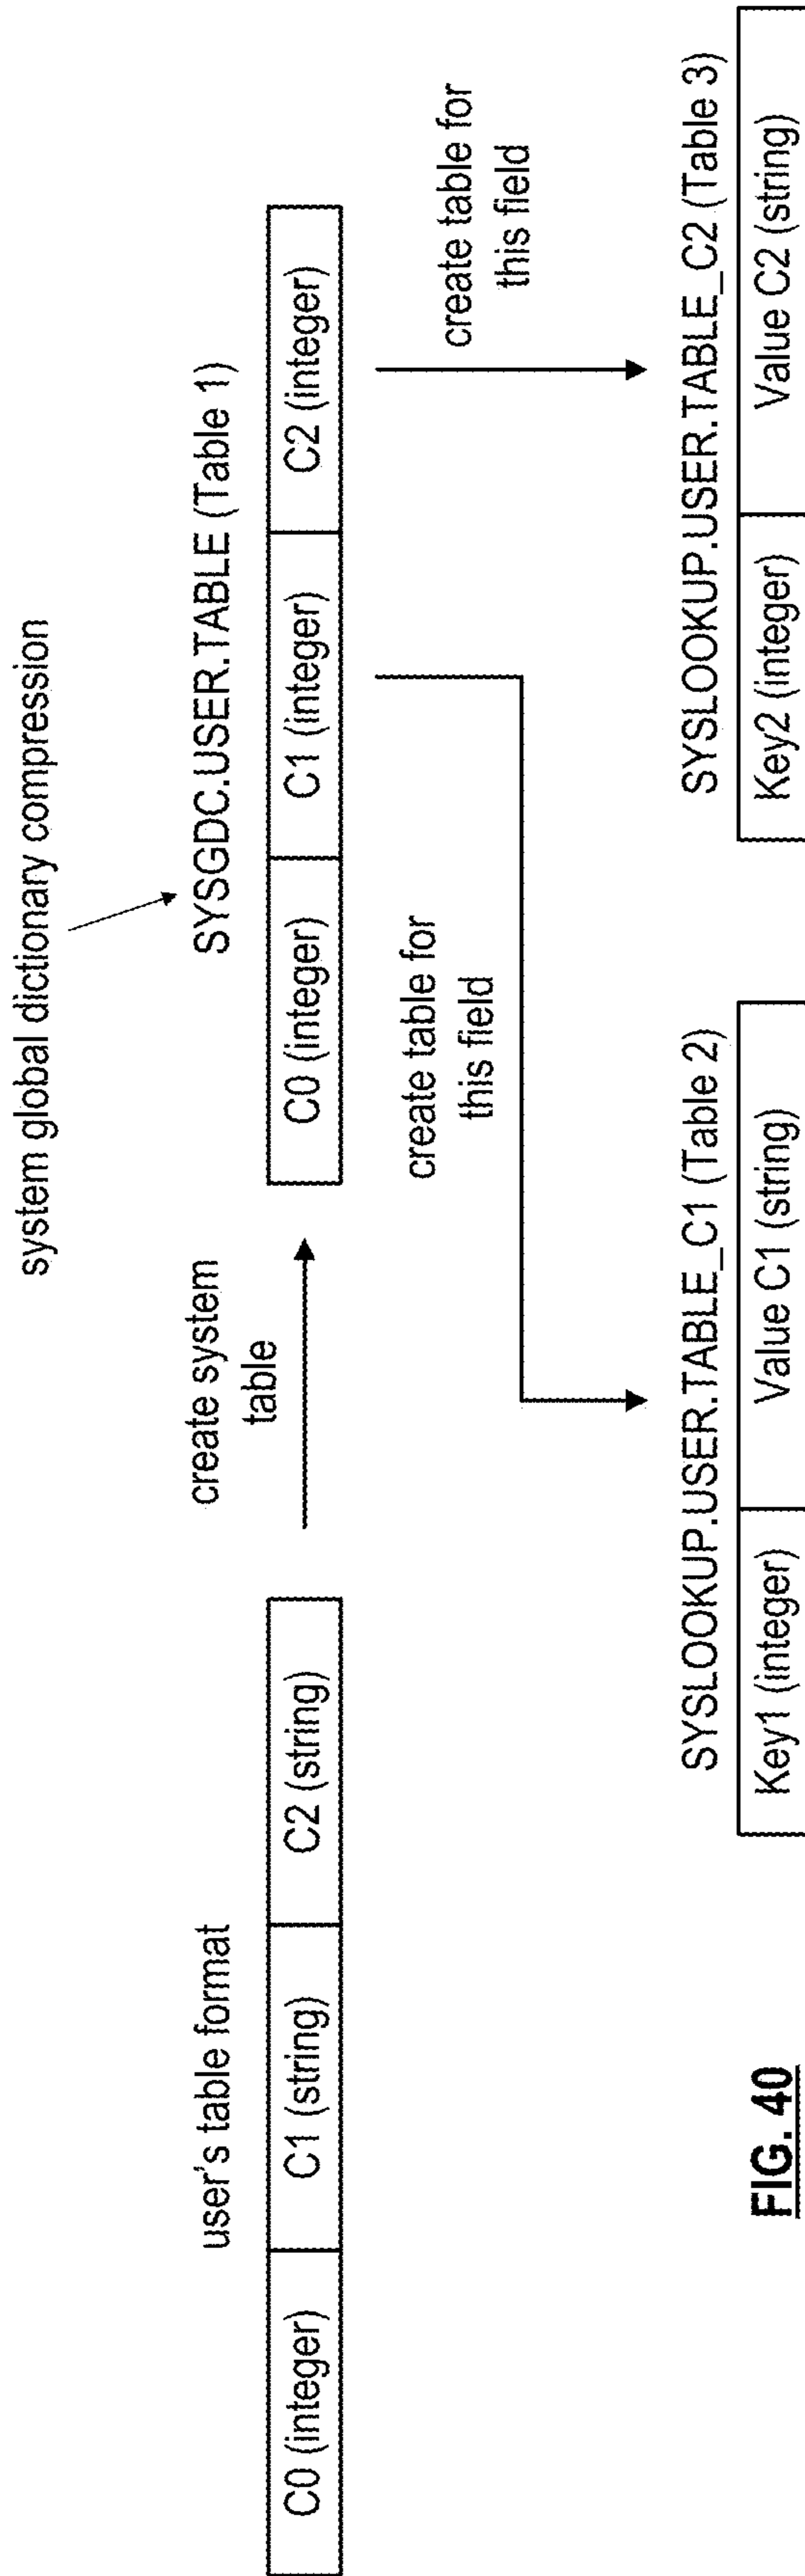 system global dictionary compression
user's table format
C0 (integer) C1 (string) C2 (string)
create system
table
SYSGDC.USER.TABLE (Table 1)
C0 (integer) C1 (integer) C2 (integer)
create table for
this field
create table for
this field
SYSLOOKUP.USER.TABLE_C1 (Table 2)
Key1 (integer) Value C1 (string)
SYSLOOKUP.USER.TABLE_C2 (Table 3)
Key2 (integer) Value C2 (string)
FIG. 40